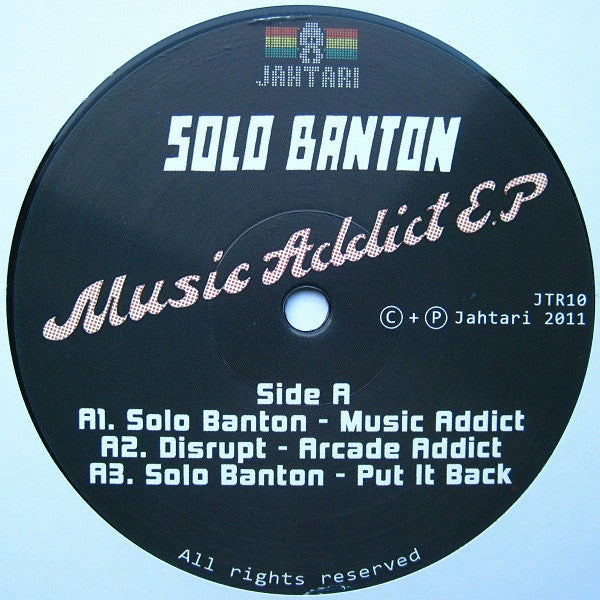 JAHTARI
SOLO BANTON
Music Addict E.P
JTR10
© + ℗ Jahtari 2011
Side A
A1. Solo Banton - Music Addict
A2. Disrupt - Arcade Addict
A3. Solo Banton - Put It Back
All rights reserved